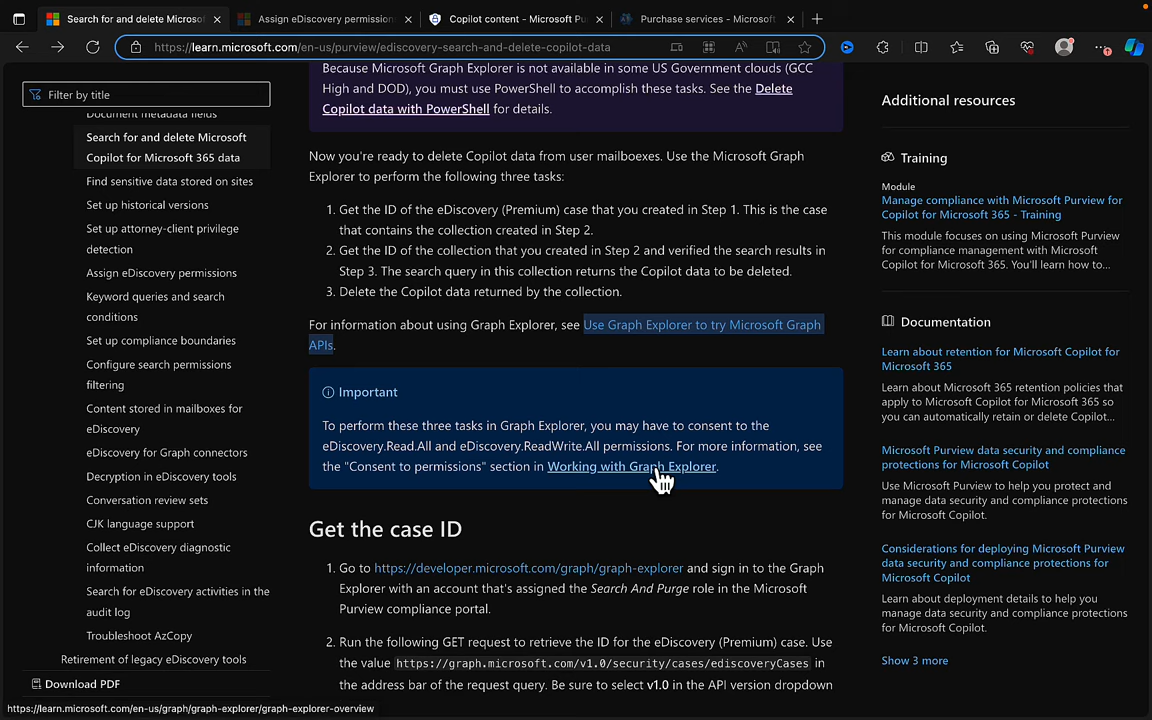 Search for and delete Microso
Assign eDiscovery permission
Copilot content - Microsoft Pu
Purchase services - Microsoft
https://learn.microsoft.com/en-us/purview/ediscovery-search-and-delete-copilot-data
Filter by title
Document metadata fields
Search for and delete Microsoft
Copilot for Microsoft 365 data
Find sensitive data stored on sites
Set up historical versions
Set up attorney-client privilege
detection
Assign eDiscovery permissions
Keyword queries and search
conditions
Set up compliance boundaries
Configure search permissions
filtering
Content stored in mailboxes for
eDiscovery
eDiscovery for Graph connectors
Decryption in eDiscovery tools
Conversation review sets
CJK language support
Collect eDiscovery diagnostic
information
Search for eDiscovery activities in the
audit log
Troubleshoot AzCopy
Retirement of legacy eDiscovery tools
Download PDF
Because Microsoft Graph Explorer is not available in some US Government clouds (GCC
High and DOD), you must use PowerShell to accomplish these tasks. See the Delete
Copilot data with PowerShell for details.
Now you're ready to delete Copilot data from user mailboexes. Use the Microsoft Graph
Explorer to perform the following three tasks:
1. Get the ID of the eDiscovery (Premium) case that you created in Step 1. This is the case
that contains the collection created in Step 2.
2. Get the ID of the collection that you created in Step 2 and verified the search results in
Step 3. The search query in this collection returns the Copilot data to be deleted.
3. Delete the Copilot data returned by the collection.
For information about using Graph Explorer, see Use Graph Explorer to try Microsoft Graph
APIs.
Important
To perform these three tasks in Graph Explorer, you may have to consent to the
eDiscovery.Read.All and eDiscovery.ReadWrite.All permissions. For more information, see
the "Consent to permissions" section in Working with Graph Explorer.
Get the case ID
1. Go to https://developer.microsoft.com/graph/graph-explorer and sign in to the Graph
Explorer with an account that's assigned the Search And Purge role in the Microsoft
Purview compliance portal.
2. Run the following GET request to retrieve the ID for the eDiscovery (Premium) case. Use
the value https://graph.microsoft.com/v1.0/security/cases/ediscoveryCases in
the address bar of the request query. Be sure to select v1.0 in the API version dropdown
Additional resources
Training
Module
Manage compliance with Microsoft Purview for
Copilot for Microsoft 365 - Training
This module focuses on using Microsoft Purview
for compliance management with Microsoft
Copilot for Microsoft 365. You'll learn how to...
Documentation
Learn about retention for Microsoft Copilot for
Microsoft 365
Learn about Microsoft 365 retention policies that
apply to Microsoft Copilot for Microsoft 365 so
you can automatically retain or delete Copilot...
Microsoft Purview data security and compliance
protections for Microsoft Copilot
Use Microsoft Purview to help you protect and
manage data security and compliance protections
for Microsoft Copilot.
Considerations for deploying Microsoft Purview
data security and compliance protections for
Microsoft Copilot
Learn about deployment details to help you
manage data security and compliance protections
for Microsoft Copilot.
Show 3 more
https://learn.microsoft.com/en-us/graph/graph-explorer/graph-explorer-overview